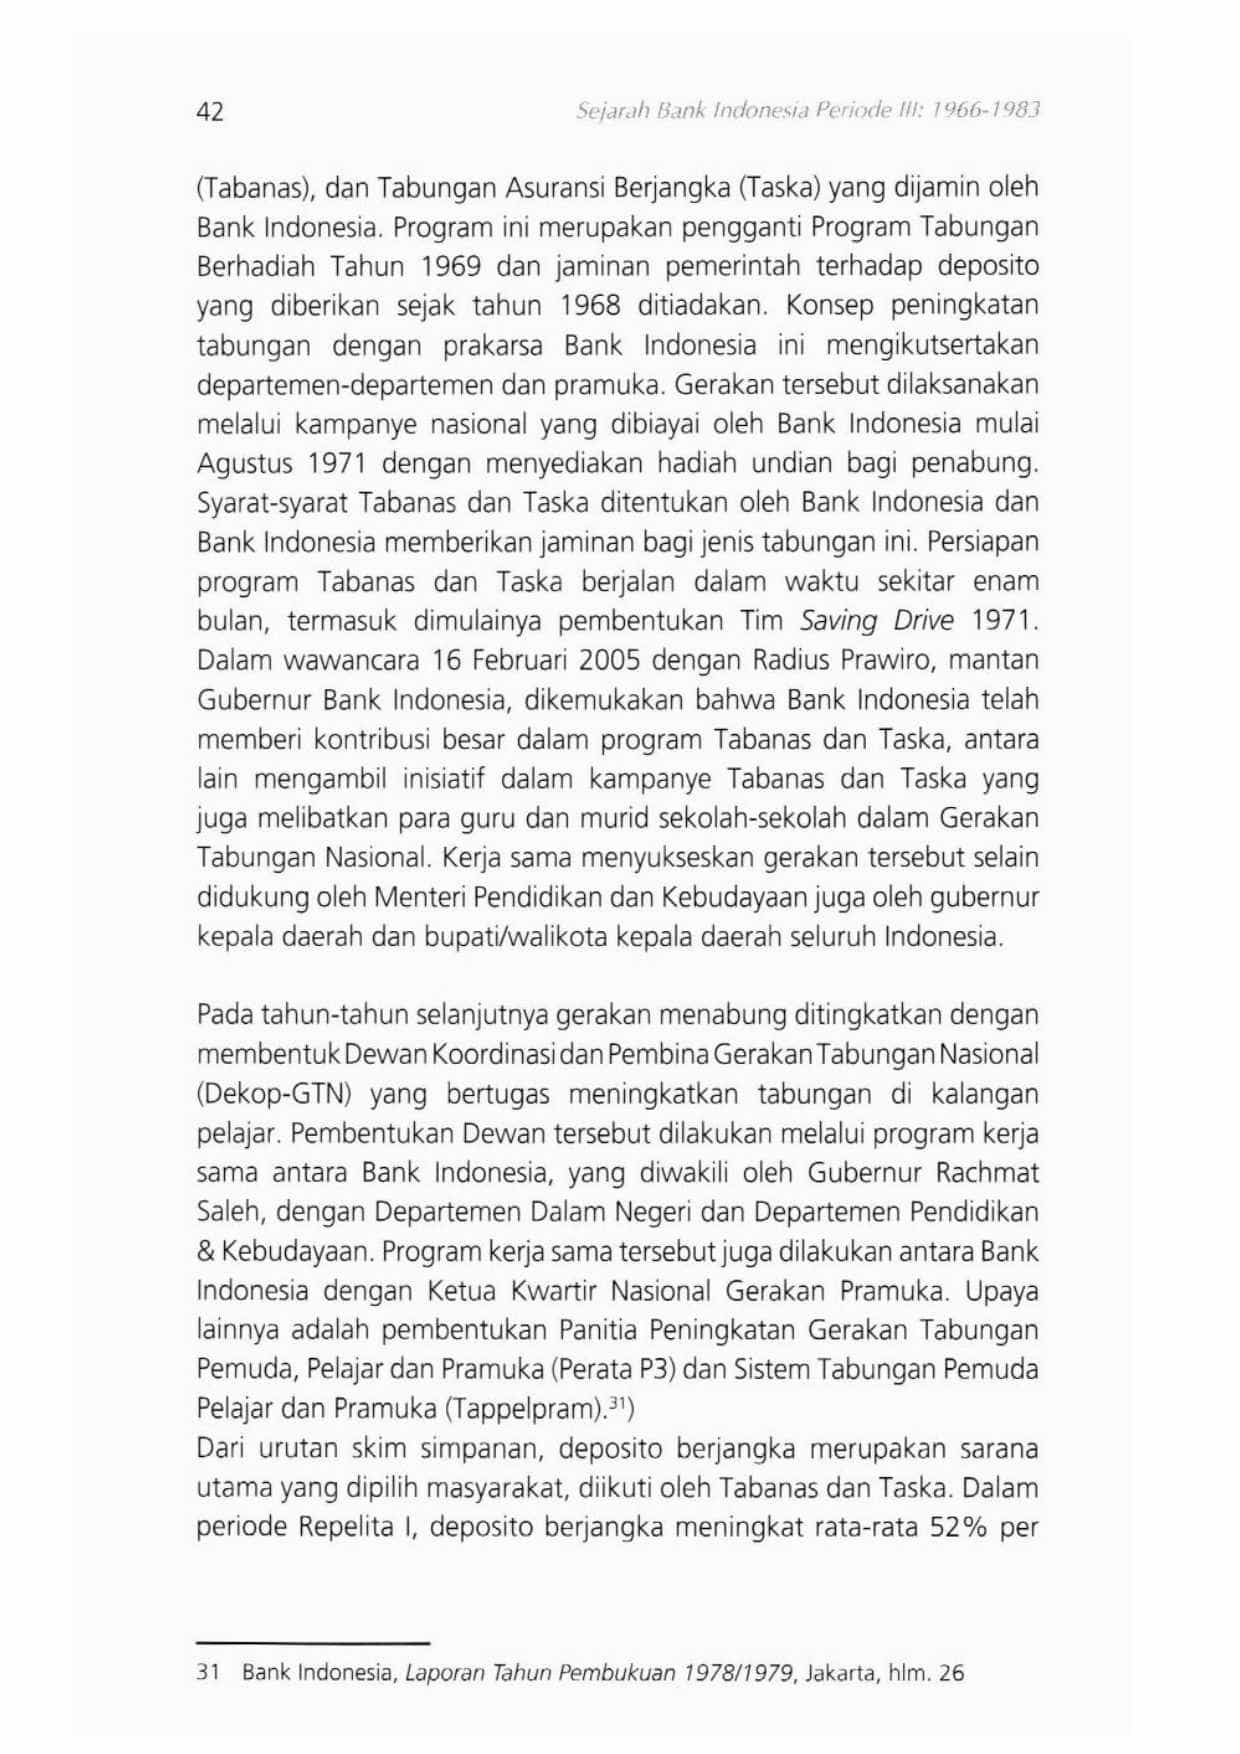 42 Sejarah Bank Indonesia Periode III: 1966-1983
(Tabanas), dan Tabungan Asuransi Berjangka (Taska) yang dijamin oleh
Bank Indonesia. Program ini merupakan pengganti Program Tabungan
Berhadiah Tahun 1969 dan jaminan pemerintah terhadap deposito
yang diberikan sejak tahun 1968 ditiadakan. Konsep peningkatan
tabungan dengan prakarsa Bank Indonesia ini mengikutsertakan
departemen-departemen dan pramuka. Gerakan tersebut dilaksanakan
melalui kampanye nasional yang dibiayai oleh Bank Indonesia mulai
Agustus 1971 dengan menyediakan hadiah undian bagi penabung.
Syarat-syarat Tabanas dan Taska ditentukan oleh Bank Indonesia dan
Bank Indonesia memberikan jaminan bagi jenis tabungan ini. Persiapan
program Tabanas dan Taska berjalan dalam waktu sekitar enam
bulan, termasuk dimulainya pembentukan Tim Saving Drive 1971.
Dalam wawancara 16 Februari 2005 dengan Radius Prawiro, mantan
Gubernur Bank Indonesia, dikemukakan bahwa Bank Indonesia telah
memberi kontribusi besar dalam program Tabanas dan Taska, antara
lain mengambil inisiatif dalam kampanye Tabanas dan Taska yang
juga melibatkan para guru dan murid sekolah-sekolah dalam Gerakan
Tabungan Nasional. Kerja sama menyukseskan gerakan tersebut selain
didukung oleh Menteri Pendidikan dan Kebudayaan juga oleh gubernur
kepala daerah dan bupati/walikota kepala daerah seluruh Indonesia.
Pada tahun-tahun selanjutnya gerakan menabung ditingkatkan dengan
membentuk Dewan Koordinasi dan Pembina Gerakan Tabungan Nasional
(Dekop-GTN) yang bertugas meningkatkan tabungan di kalangan
pelajar. Pembentukan Dewan tersebut dilakukan melalui program kerja
sama antara Bank Indonesia, yang diwakili oleh Gubernur Rachmat
Saleh, dengan Departemen Dalam Negeri dan Departemen Pendidikan
& Kebudayaan. Program kerja sama tersebut juga dilakukan antara Bank
Indonesia dengan Ketua Kwartir Nasional Gerakan Pramuka. Upaya
lainnya adalah pembentukan Panitia Peningkatan Gerakan Tabungan
Pemuda, Pelajar dan Pramuka (Perata P3) dan Sistem Tabungan Pemuda
Pelajar dan Pramuka (Tappelpram).³¹)
Dari urutan skim simpanan, deposito berjangka merupakan sarana
utama yang dipilih masyarakat, diikuti oleh Tabanas dan Taska. Dalam
periode Repelita I, deposito berjangka meningkat rata-rata 52% per
31 Bank Indonesia, Laporan Tahun Pembukuan 1978/1979, Jakarta, hlm. 26